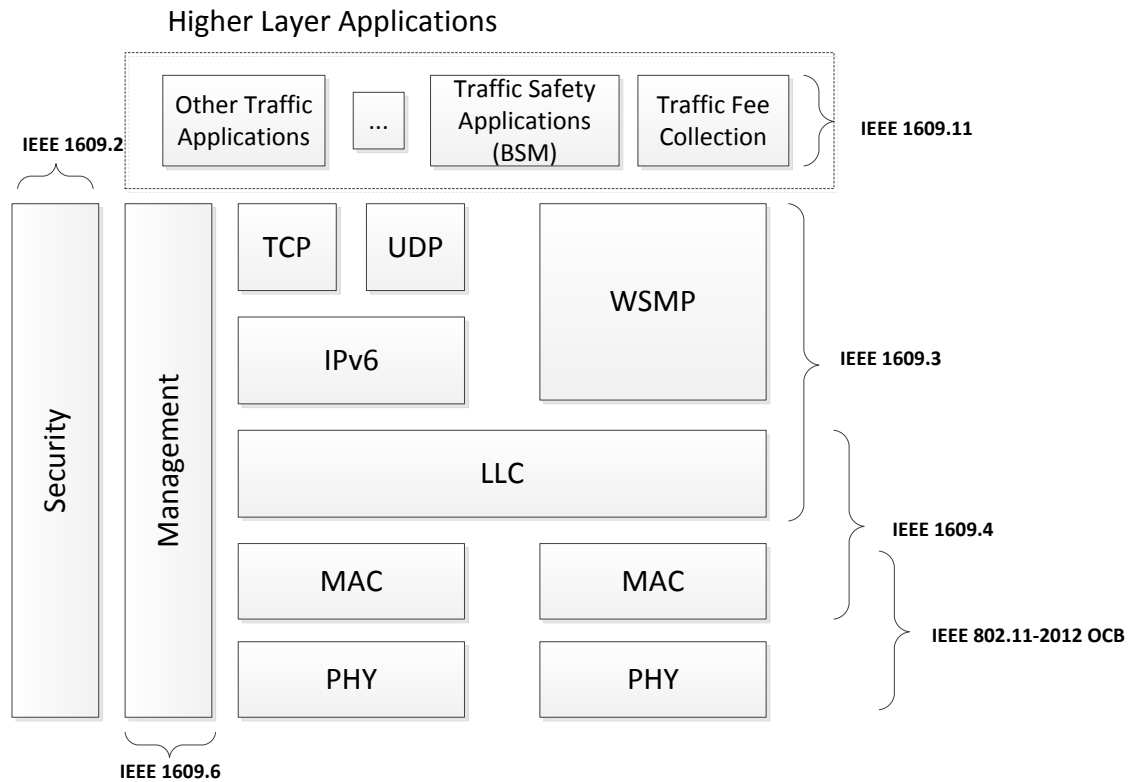 Higher Layer Applications
Other Traffic
Applications
...
Traffic Safety
Applications
(BSM)
Traffic Fee
Collection
IEEE 1609.11
IEEE 1609.2
Security
Management
TCP
UDP
WSMP
IPv6
IEEE 1609.3
LLC
IEEE 1609.4
MAC
MAC
IEEE 802.11-2012 OCB
PHY
PHY
IEEE 1609.6